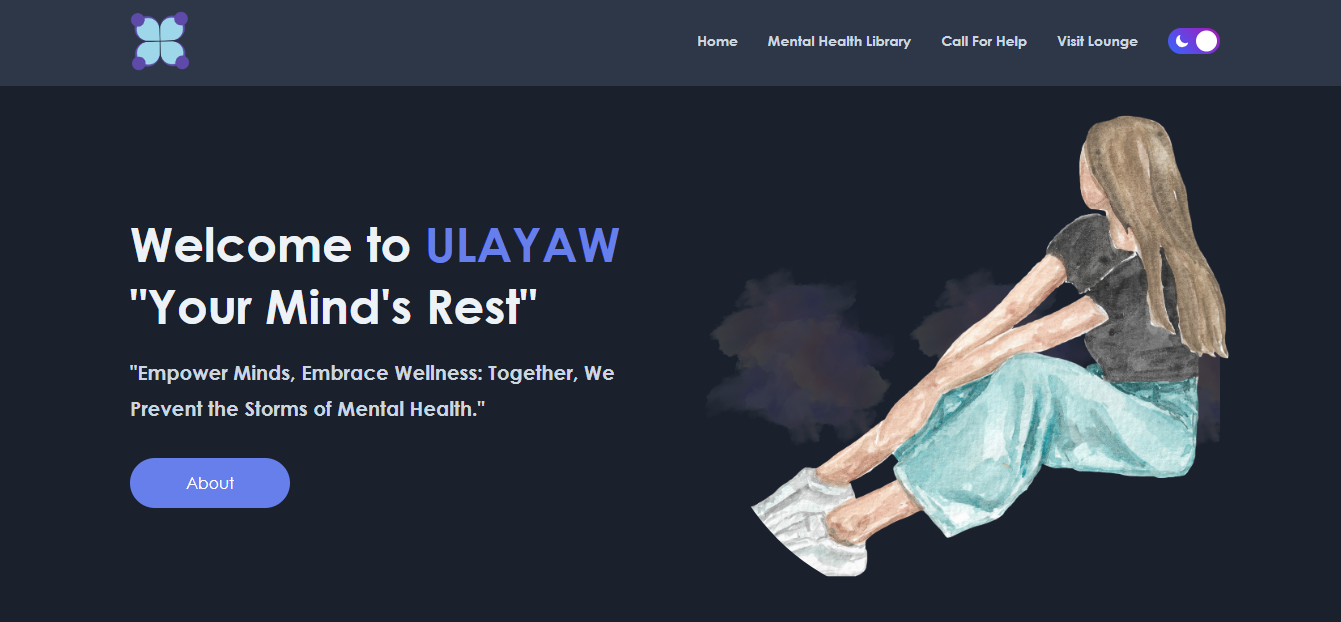 Home Mental Health Library Call For Help Visit Lounge
Welcome to ULAYAW
"Your Mind's Rest"
"Empower Minds, Embrace Wellness: Together, We
Prevent the Storms of Mental Health."
About